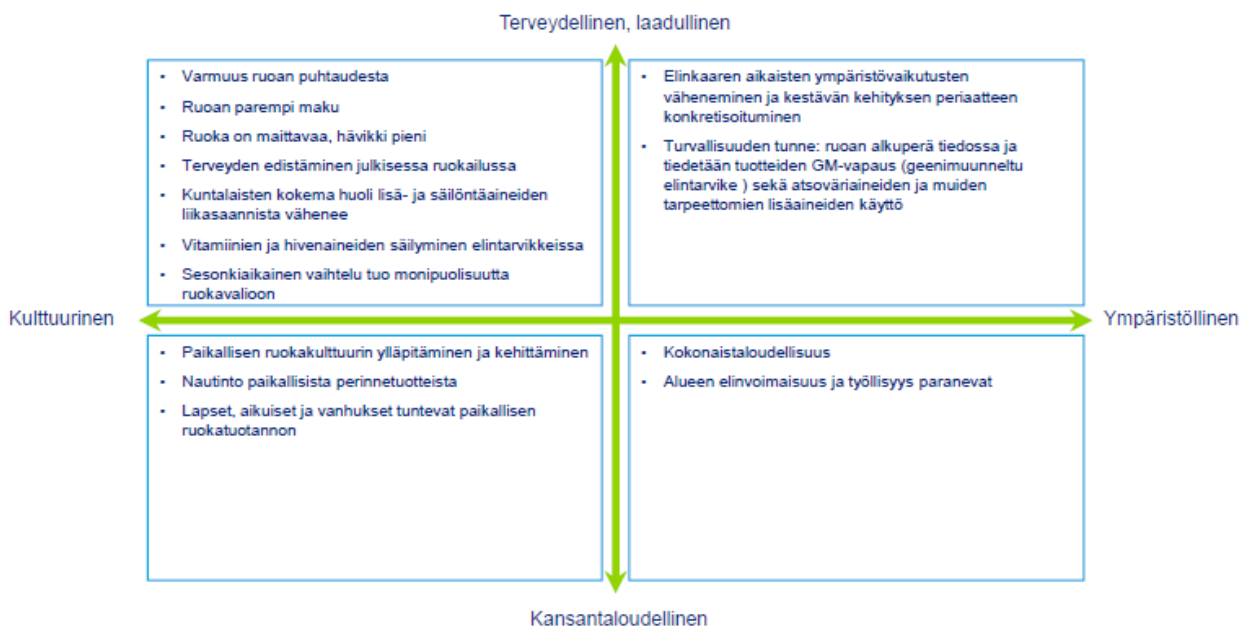 Terveydellinen, laadullinen
• Varmuus ruoan puhtaudesta
• Ruoan parempi maku
• Ruoka on maittavaa, hävikki pieni
• Terveyden edistäminen julkisessa ruokailussa
• Kuntalaisten kokema huoli lisä- ja säilöntäaineiden
liikasaannista vähenee
• Vitamiinien ja hivenaineiden säilyminen elintarvikkeissa
• Sesonkiaikainen vaihtelu tuo monipuolisuutta
ruokavalioon
• Elinkaaren aikaisten ympäristövaikutusten
väheneminen ja kestävän kehityksen periaatteen
konkretisoituminen
• Turvallisuuden tunne: ruoan alkuperä tiedossa ja
tiedetään tuotteiden GM-vapaus (geenimuunneltu
elintarvike ) sekä atsoväriaineiden ja muiden
tarpeettomien lisäaineiden käyttö
Kulttuurinen
Ympäristöllinen
• Paikallisen ruokakulttuurin ylläpitäminen ja kehittäminen
• Nautinto paikallisista perinnetuotteista
• Lapset, aikuiset ja vanhukset tuntevat paikallisen
ruokatuotannon
• Kokonaistaloudellisuus
• Alueen elinvoimaisuus ja työllisyys paranevat
Kansantaloudellinen